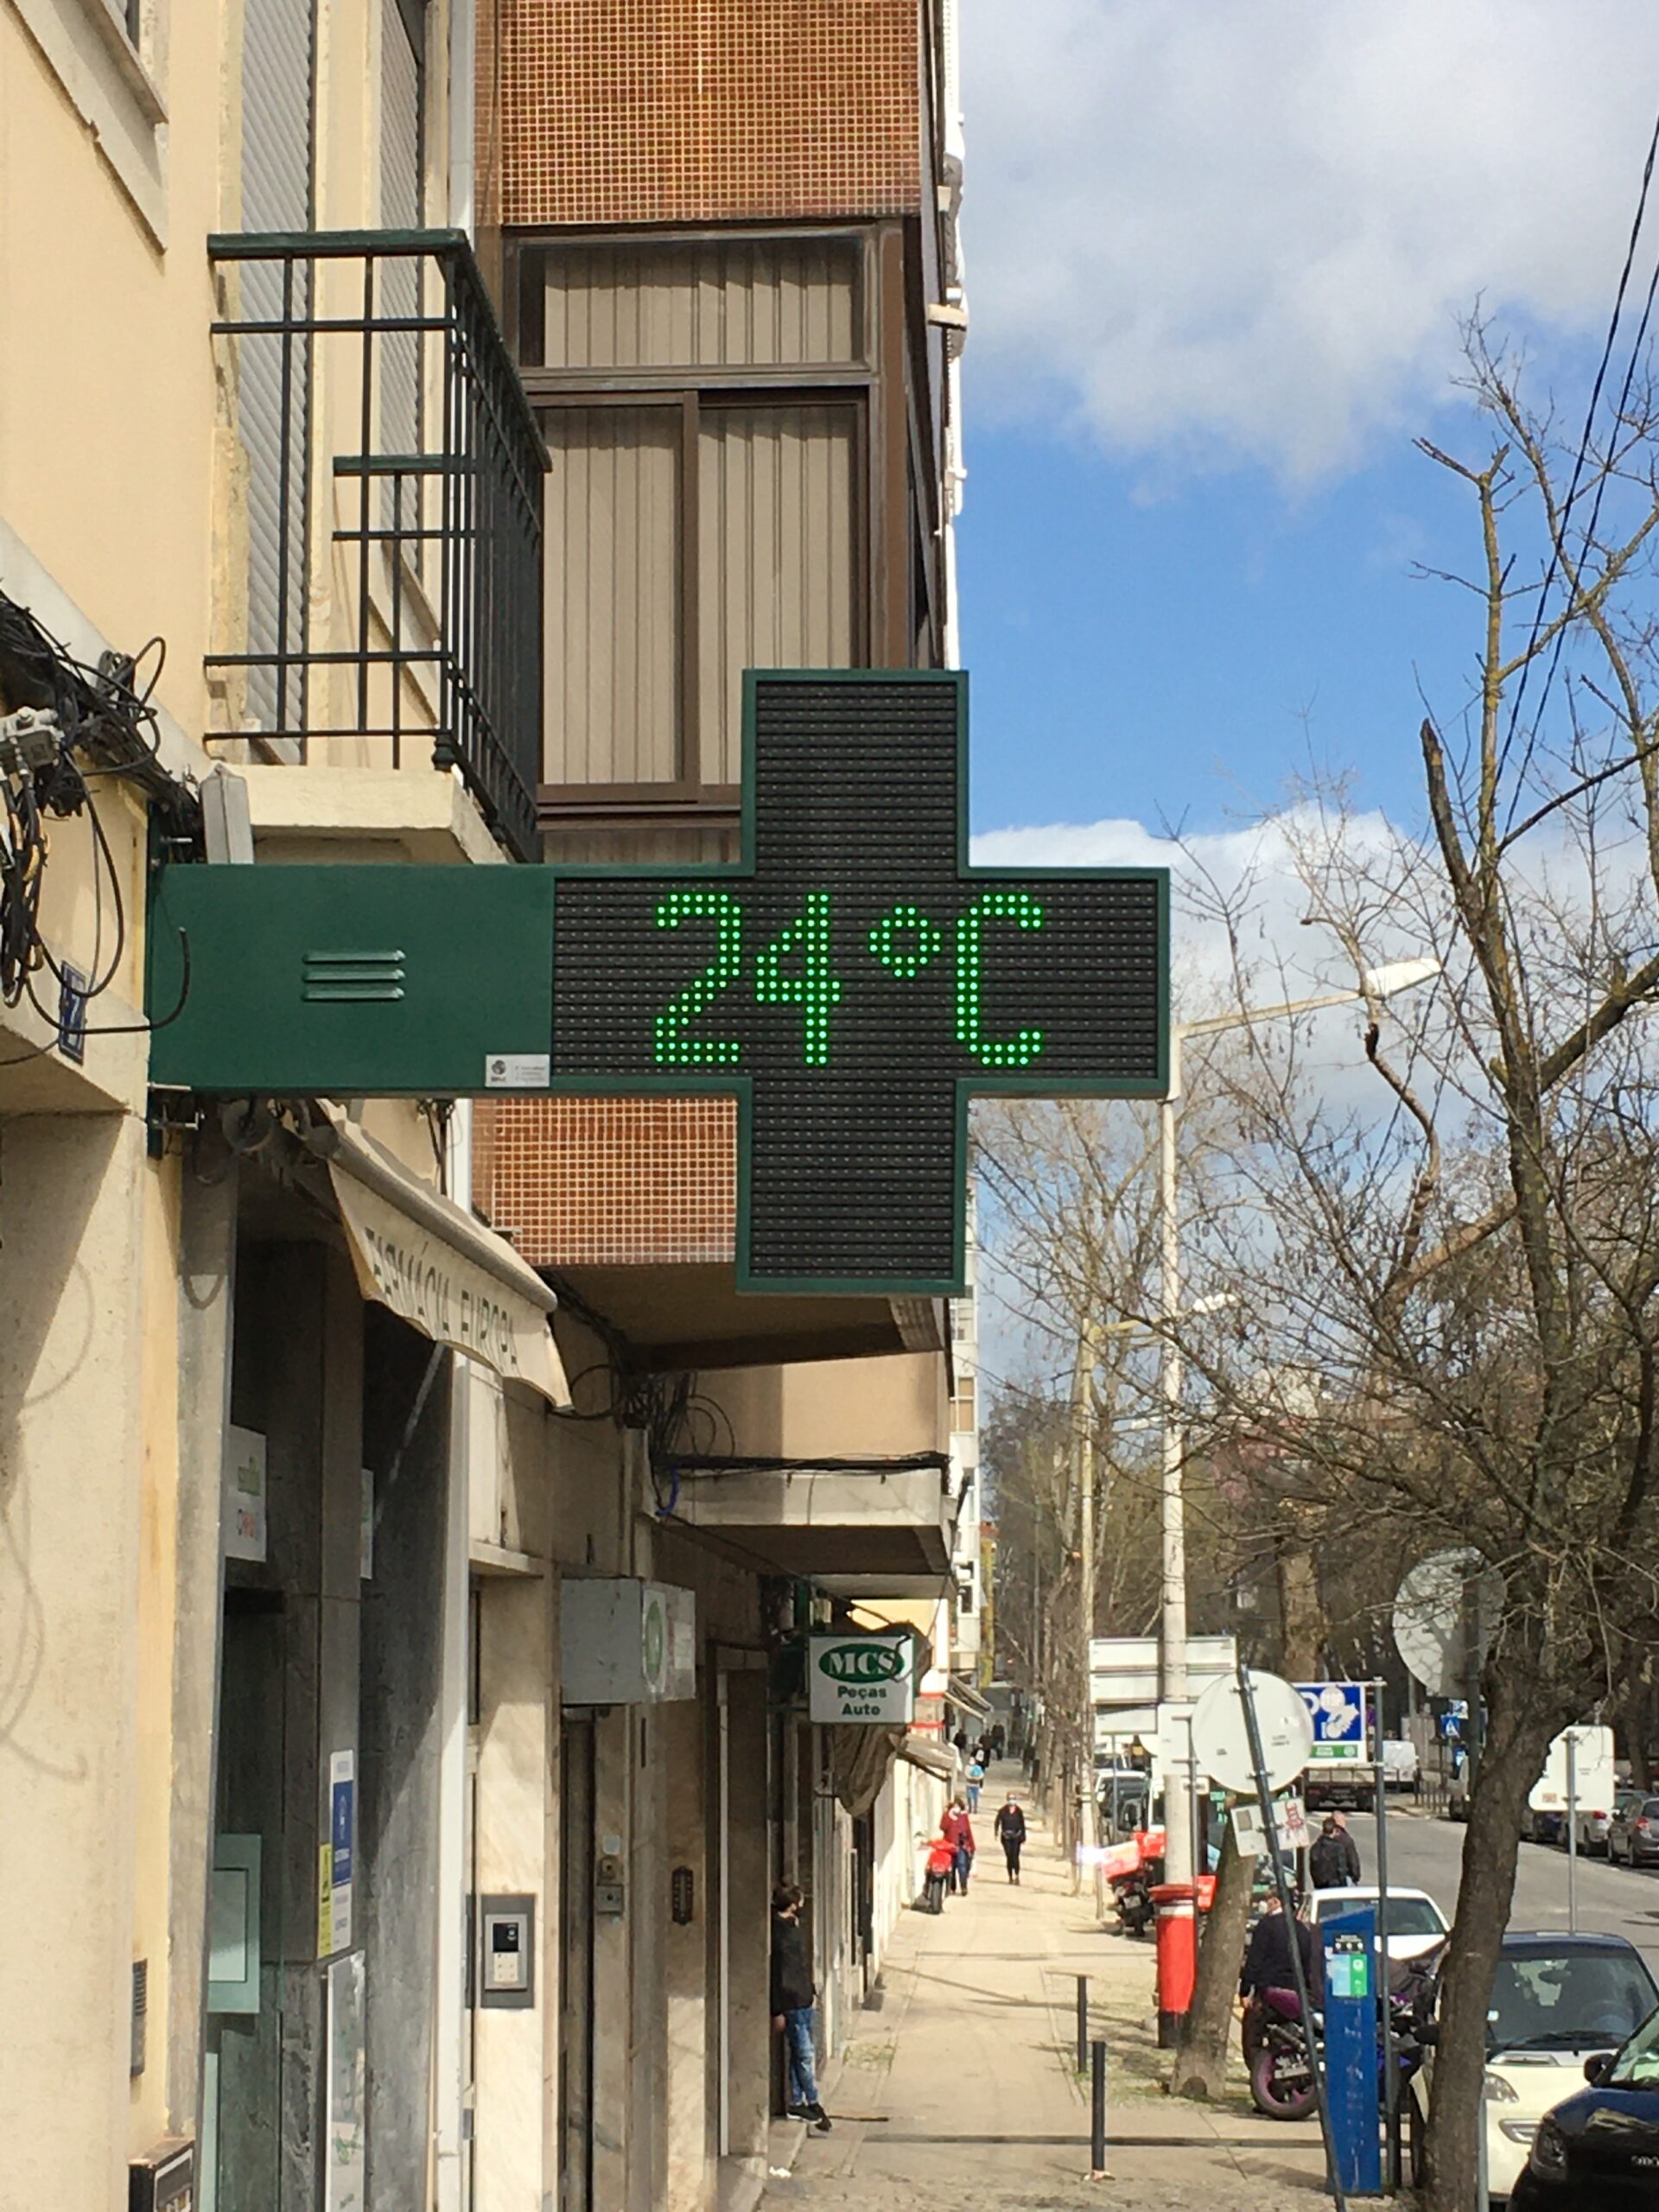 24°C
FARMÁCIA EUROPA
MCS
Peças
Auto